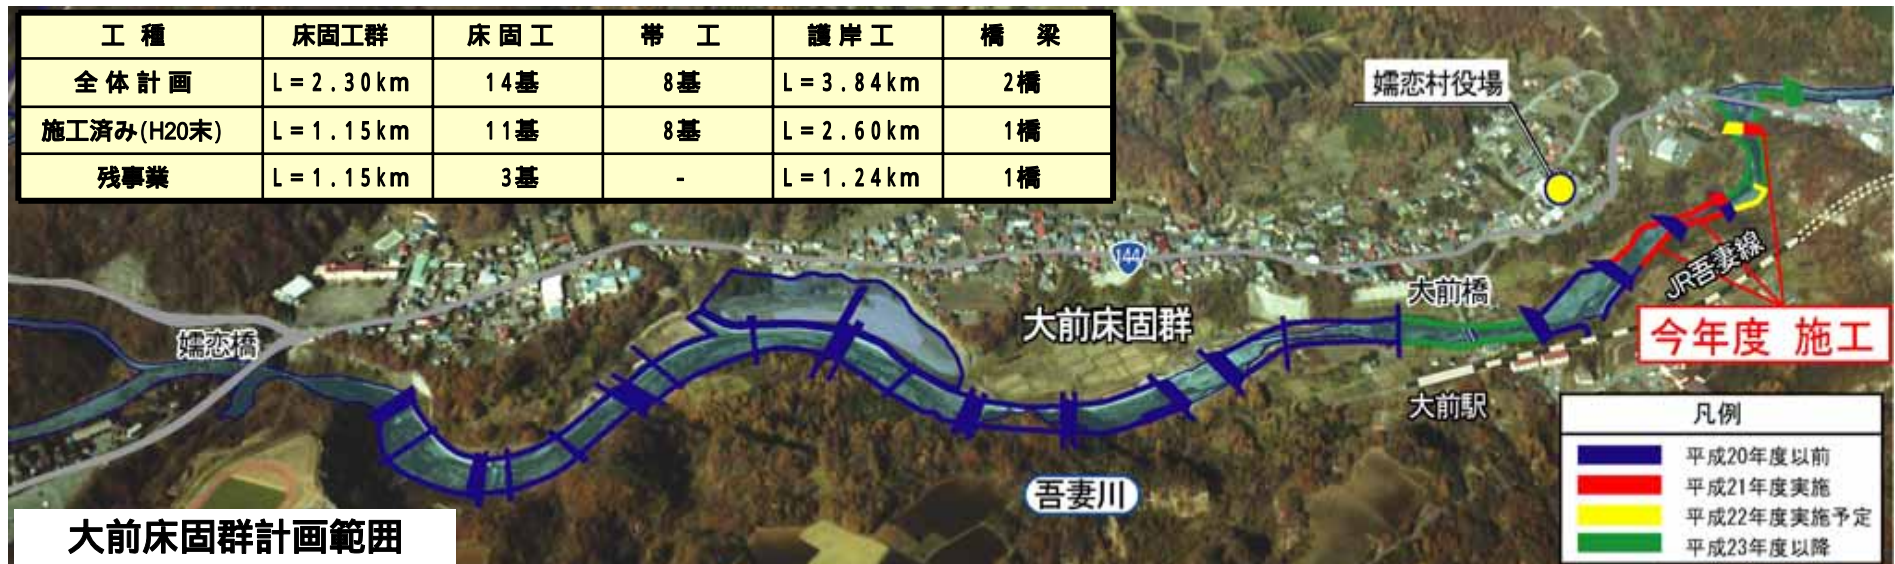 工 種 床固工群 床固工 帯 工 護岸工 橋 梁
全体計画 L=2.30km 14基 8基 L=3.84km 2橋
施工済み(H20末) L=1.15km 11基 8基 L=2.60km 1橋
残事業 L=1.15km 3基 - L=1.24km 1橋
嬬恋村役場
144
JR吾妻線
大前橋
大前床固群
嬬恋橋
今年度 施工
大前駅
吾妻川
凡例
平成20年度以前
平成21年度実施
平成22年度実施予定
平成23年度以降
大前床固群計画範囲